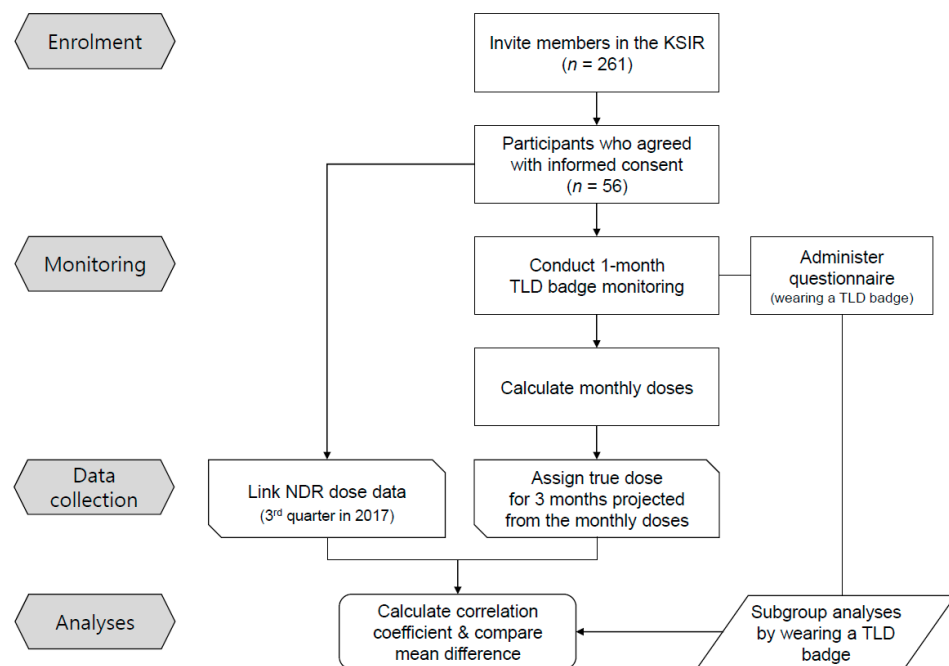 Enrolment
Invite members in the KSIR
(n = 261)
Participants who agreed
with informed consent
(n = 56)
Monitoring
Conduct 1-month
TLD badge monitoring
Administer
questionnaire
(wearing a TLD badge)
Calculate monthly doses
Data
collection
Link NDR dose data
(3rd quarter in 2017)
Assign true dose
for 3 months projected
from the monthly doses
Analyses
Calculate correlation
coefficient & compare
mean difference
Subgroup analyses
by wearing a TLD
badge